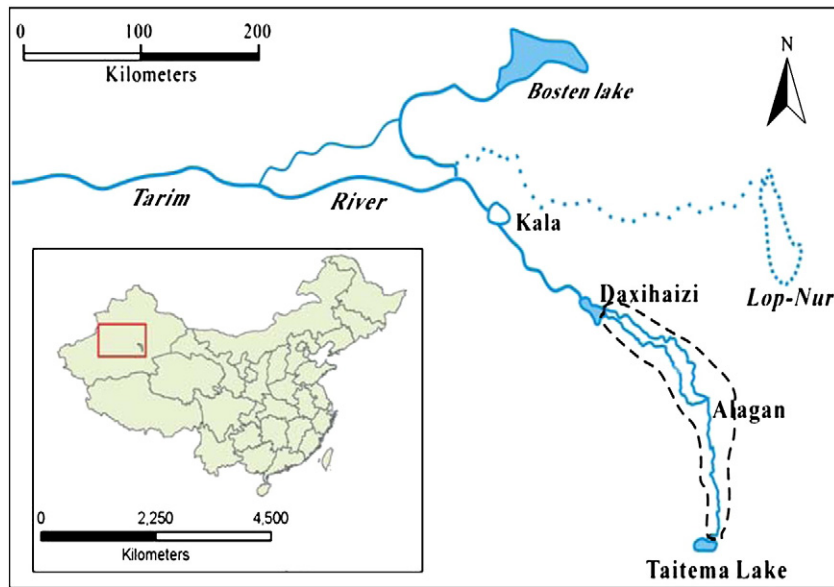 0 100 200
Kilometers
N
Bosten lake
Tarim River
Kala
Daxihaizi
Lop-Nur
Alagan
Taitema Lake
0 2,250 4,500
Kilometers